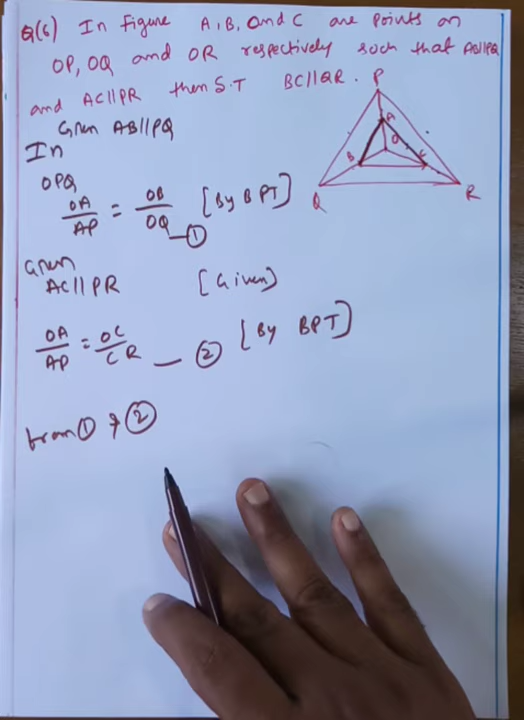 Q(6) In Figure A, B, and C are Points on
OP, OQ and OR respectively such that AB||PQ
and AC||PR then S.T BC||QR.
P
A
O
B
C
Q
R
Given AB||PQ
In
OPQ
OA/AP = OB/OQ [By BPT] —①
Given
AC||PR [Given]
OA/AP = OC/CR — ② [By BPT]
from ① & ②